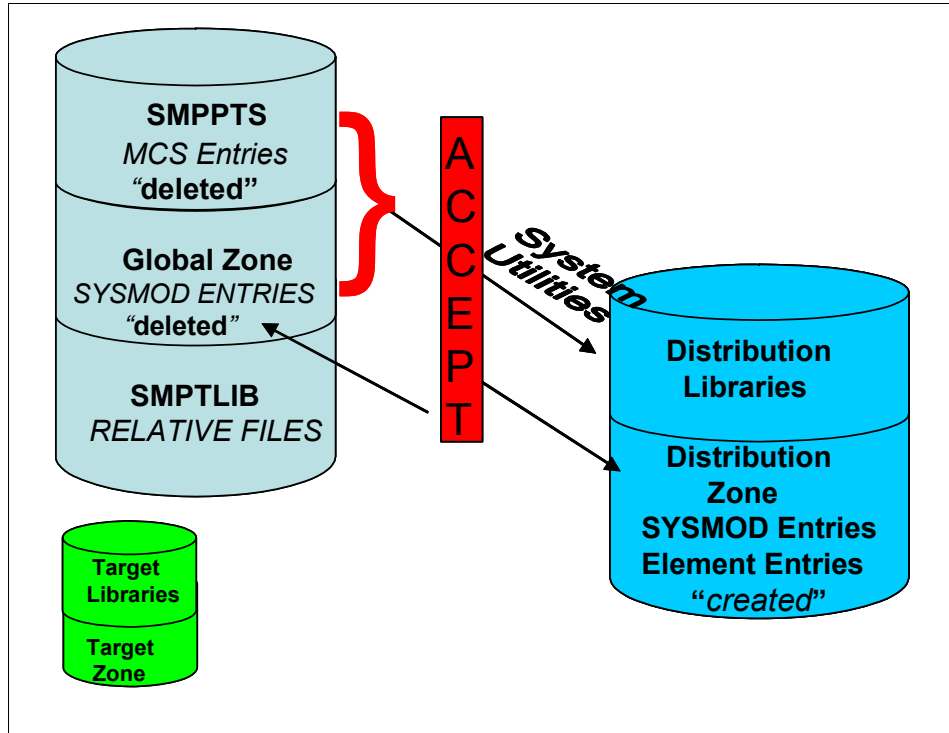 SMPPTS
MCS Entries
“deleted”
Global Zone
SYSMOD ENTRIES
“deleted”
SMPTLIB
RELATIVE FILES
Target
Libraries
Target
Zone
A
C
C
E
P
T
System
Utilities
Distribution
Libraries
Distribution
Zone
SYSMOD Entries
Element Entries
“created”